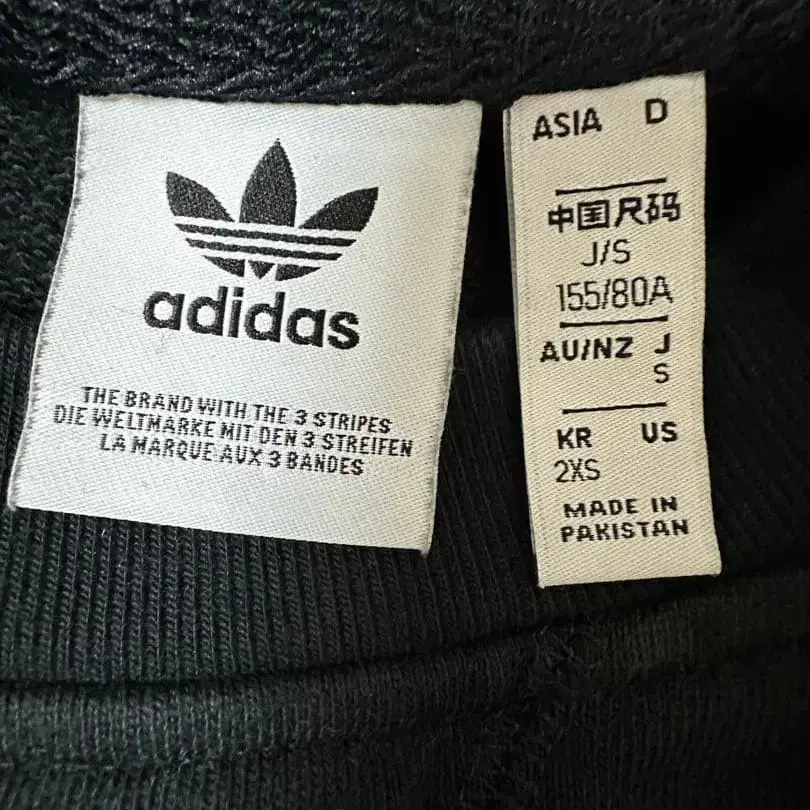 adidas
THE BRAND WITH THE 3 STRIPES
DIE WELTMARKE MIT DEN 3 STREIFEN
LA MARQUE AUX 3 BANDES
ASIA D
中国尺码
J/S
155/80A
AU/NZ J
S
KR US
2XS
MADE IN
PAKISTAN